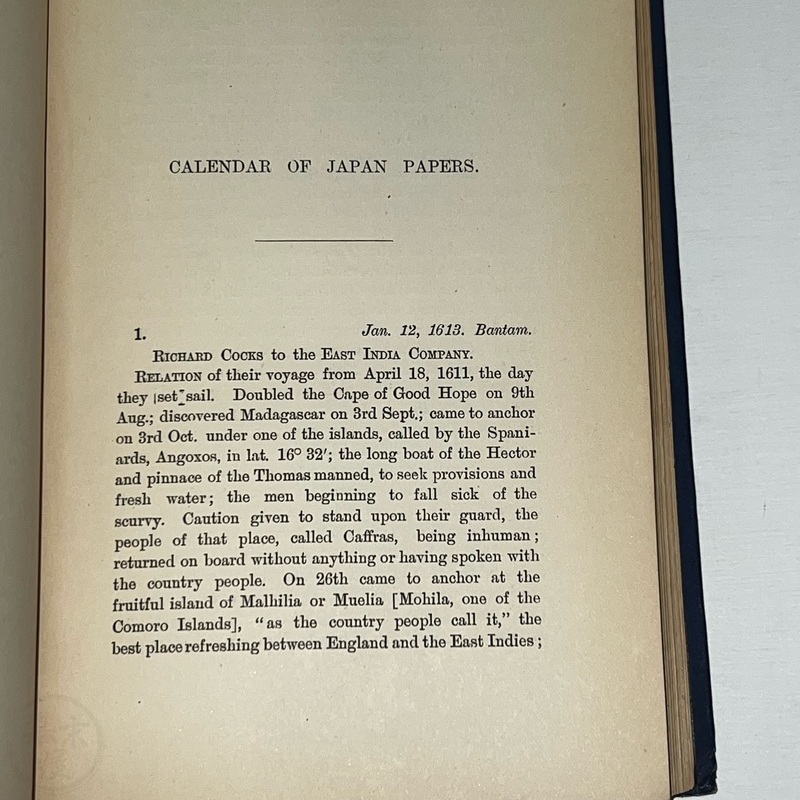 CALENDAR OF JAPAN PAPERS.
1. Jan. 12, 1613. Bantam.
RICHARD COCKS to the EAST INDIA COMPANY.
RELATION of their voyage from April 18, 1611, the day
they set sail. Doubled the Cape of Good Hope on 9th
Aug.; discovered Madagascar on 3rd Sept.; came to anchor
on 3rd Oct. under one of the islands, called by the Spani-
ards, Angoxos, in lat. 16° 32′; the long boat of the Hector
and pinnace of the Thomas manned, to seek provisions and
fresh water; the men beginning to fall sick of the
scurvy. Caution given to stand upon their guard, the
people of that place, called Caffras, being inhuman;
returned on board without anything or having spoken with
the country people. On 26th came to anchor at the
fruitful island of Malhilia or Muelia [Mohila, one of the
Comoro Islands], “as the country people call it,” the
best place refreshing between England and the East Indies;